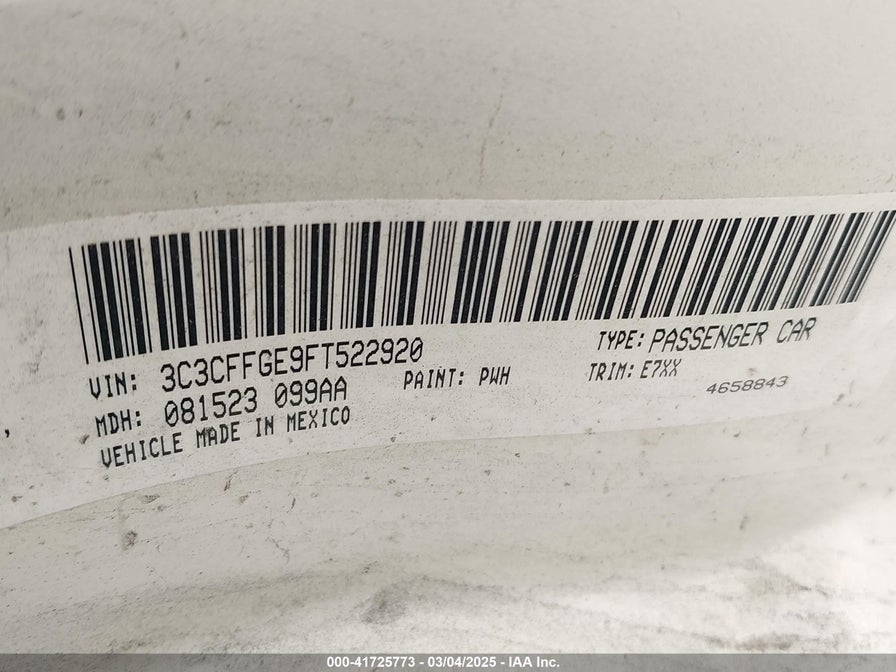 VIN: 3C3CFFGE9FT522920 TYPE: PASSENGER CAR
MDH: 081523 099AA PAINT: PWH TRIM: E7XX
VEHICLE MADE IN MEXICO 4658843
000-41725773 - 03/04/2025 - IAA Inc.